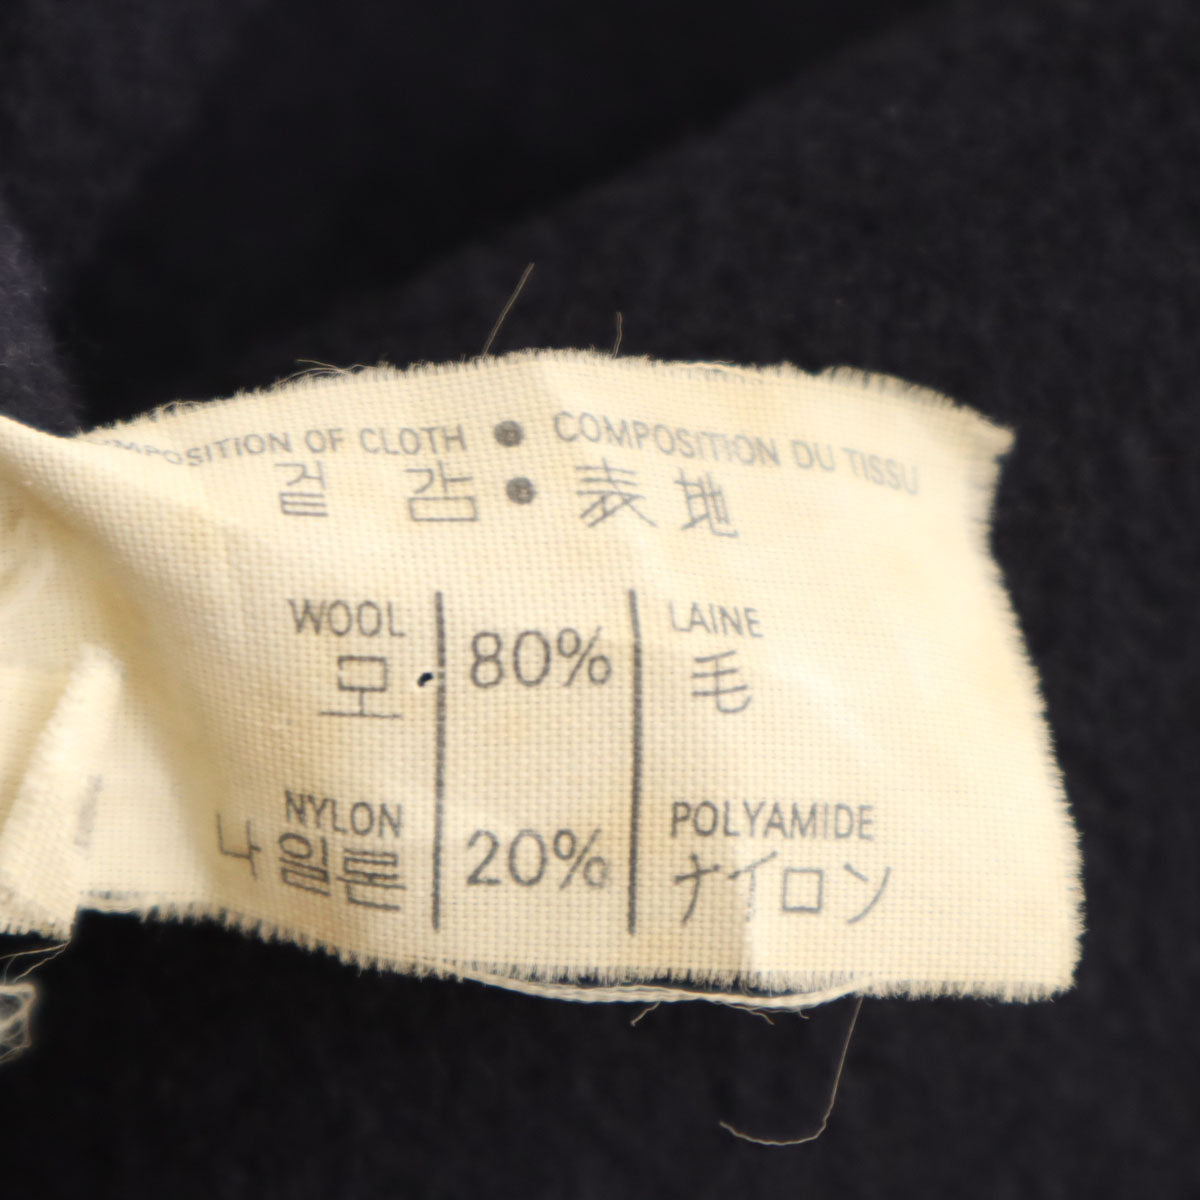 COMPOSITION OF CLOTH ● COMPOSITION DU TISSU
겉 감 ● 表地
WOOL 80% LAINE
모 毛
NYLON 20% POLYAMIDE
나일론 ナイロン